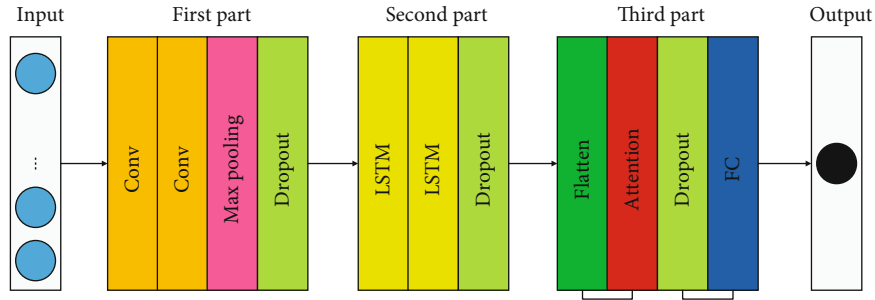 Input
First part
Second part
Third part
Output
...
Conv
Conv
Max pooling
Dropout
LSTM
LSTM
Dropout
Flatten
Attention
Dropout
FC